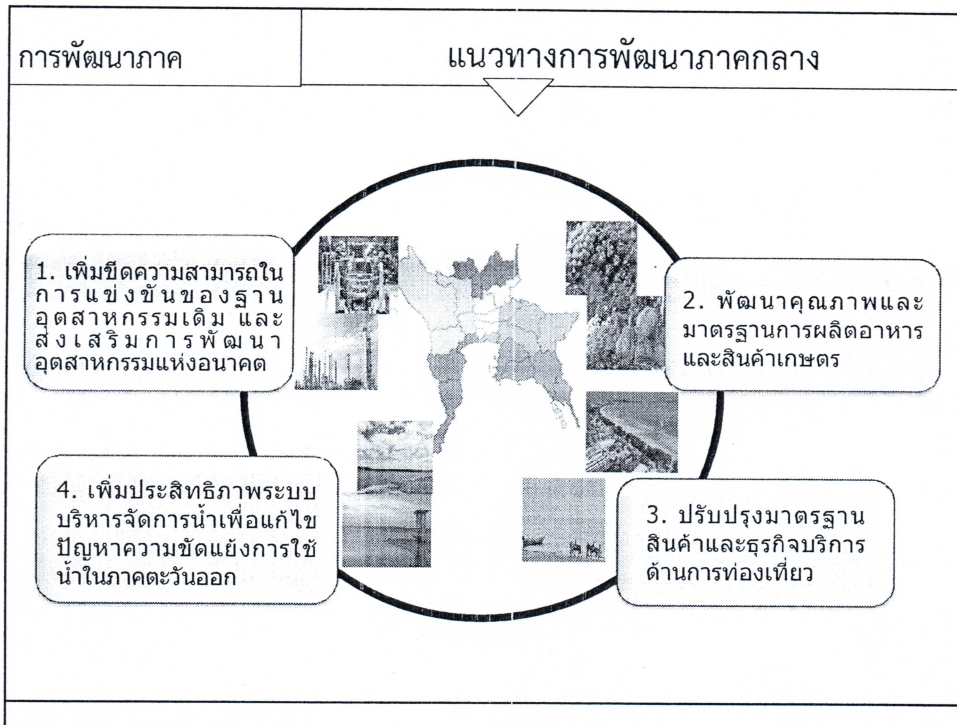 การพัฒนาภาค
แนวทางการพัฒนาภาคกลาง
1. เพิ่มขีดความสามารถใน
การแข่งขันของฐาน
อุตสาหกรรมเดิม และ
ส่งเสริมการพัฒนา
อุตสาหกรรมแห่งอนาคต
2. พัฒนาคุณภาพและ
มาตรฐานการผลิตอาหาร
และสินค้าเกษตร
3. ปรับปรุงมาตรฐาน
สินค้าและธุรกิจบริการ
ด้านการท่องเที่ยว
4. เพิ่มประสิทธิภาพระบบ
บริหารจัดการน้ำเพื่อแก้ไข
ปัญหาความขัดแย้งการใช้
น้ำในภาคตะวันออก